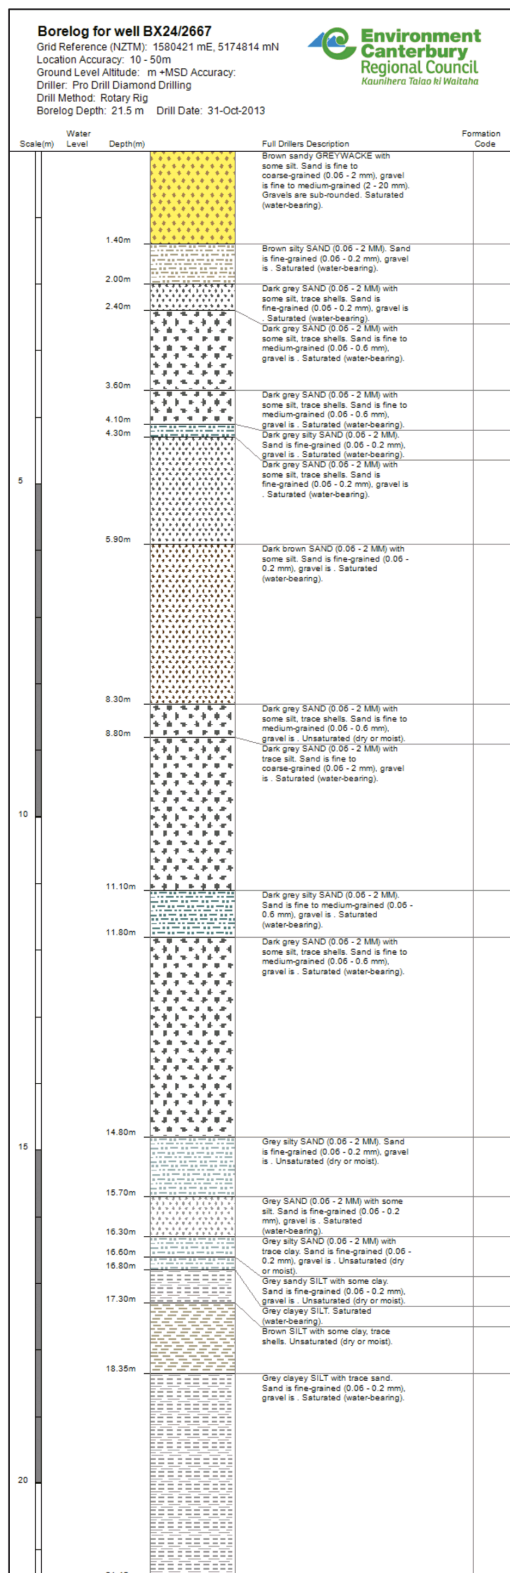 Borelog for well BX24/2667
Grid Reference (NZTM): 1580421 mE, 5174814 mN
Location Accuracy: 10 - 50m
Ground Level Altitude: m +MSD Accuracy:
Driller: Pro Drill Diamond Drilling
Drill Method: Rotary Rig
Borelog Depth: 21.5 m Drill Date: 31-Oct-2013
Environment
Canterbury
Regional Council
Kaunihera Taiao ki Waitaha
Scale(m)
Water
Level
Depth(m)
Full Drillers Description
Formation
Code
Brown sandy GREYWACKE with
some silt. Sand is fine to
coarse-grained (0.06 - 2 mm), gravel
is fine to medium-grained (2 - 20 mm).
Gravels are sub-rounded. Saturated
(water-bearing).
1.40m
Brown silty SAND (0.06 - 2 MM). Sand
is fine-grained (0.06 - 0.2 mm), gravel
is . Saturated (water-bearing).
2.00m
Dark grey SAND (0.06 - 2 MM) with
some silt, trace shells. Sand is
fine-grained (0.06 - 0.2 mm), gravel is
. Saturated (water-bearing).
2.40m
Dark grey SAND (0.06 - 2 MM) with
some silt, trace shells. Sand is fine to
medium-grained (0.06 - 0.6 mm),
gravel is . Saturated (water-bearing).
3.60m
Dark grey SAND (0.06 - 2 MM) with
some silt, trace shells. Sand is fine to
medium-grained (0.06 - 0.6 mm),
gravel is . Saturated (water-bearing).
4.10m
Dark grey silty SAND (0.06 - 2 MM).
Sand is fine-grained (0.06 - 0.2 mm),
gravel is . Saturated (water-bearing).
4.30m
Dark grey SAND (0.06 - 2 MM) with
some silt, trace shells. Sand is
fine-grained (0.06 - 0.2 mm), gravel is
. Saturated (water-bearing).
5
5.90m
Dark brown SAND (0.06 - 2 MM) with
some silt. Sand is fine-grained (0.06 -
0.2 mm), gravel is . Saturated
(water-bearing).
8.30m
Dark grey SAND (0.06 - 2 MM) with
some silt, trace shells. Sand is fine to
medium-grained (0.06 - 0.6 mm),
gravel is . Unsaturated (dry or moist).
8.80m
Dark grey SAND (0.06 - 2 MM) with
trace silt. Sand is fine to
coarse-grained (0.06 - 2 mm), gravel
is . Saturated (water-bearing).
10
11.10m
Dark grey silty SAND (0.06 - 2 MM).
Sand is fine to medium-grained (0.06 -
0.6 mm), gravel is . Saturated
(water-bearing).
11.80m
Dark grey SAND (0.06 - 2 MM) with
some silt, trace shells. Sand is fine to
medium-grained (0.06 - 0.6 mm),
gravel is . Saturated (water-bearing).
14.80m
15
Grey silty SAND (0.06 - 2 MM). Sand
is fine-grained (0.06 - 0.2 mm), gravel
is . Unsaturated (dry or moist).
15.70m
Grey SAND (0.06 - 2 MM) with some
silt. Sand is fine-grained (0.06 - 0.2
mm), gravel is . Saturated
(water-bearing).
16.30m
Grey silty SAND (0.06 - 2 MM) with
trace clay. Sand is fine-grained (0.06 -
0.2 mm), gravel is . Unsaturated (dry
or moist).
16.60m
Grey sandy SILT with some clay.
Sand is fine-grained (0.06 - 0.2 mm),
gravel is . Unsaturated (dry or moist).
16.80m
Grey clayey SILT. Saturated
(water-bearing).
17.30m
Brown SILT with some clay, trace
shells. Unsaturated (dry or moist).
18.35m
Grey clayey SILT with trace sand.
Sand is fine-grained (0.06 - 0.2 mm),
gravel is . Saturated (water-bearing).
20